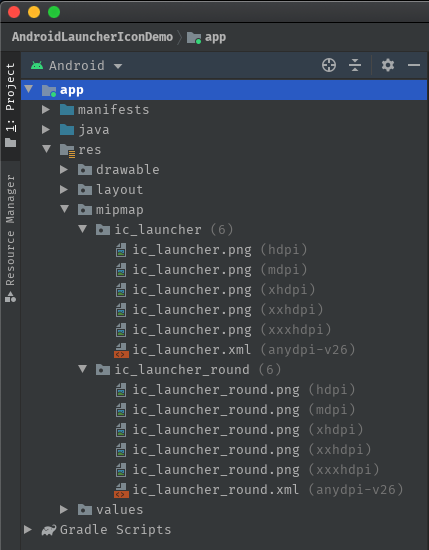 AndroidLauncherIconDemo app
Android
1: Project
Resource Manager
app
manifests
java
res
drawable
layout
mipmap
ic_launcher (6)
ic_launcher.png (hdpi)
ic_launcher.png (mdpi)
ic_launcher.png (xhdpi)
ic_launcher.png (xxhdpi)
ic_launcher.png (xxxhdpi)
ic_launcher.xml (anydpi-v26)
ic_launcher_round (6)
ic_launcher_round.png (hdpi)
ic_launcher_round.png (mdpi)
ic_launcher_round.png (xhdpi)
ic_launcher_round.png (xxhdpi)
ic_launcher_round.png (xxxhdpi)
ic_launcher_round.xml (anydpi-v26)
values
Gradle Scripts